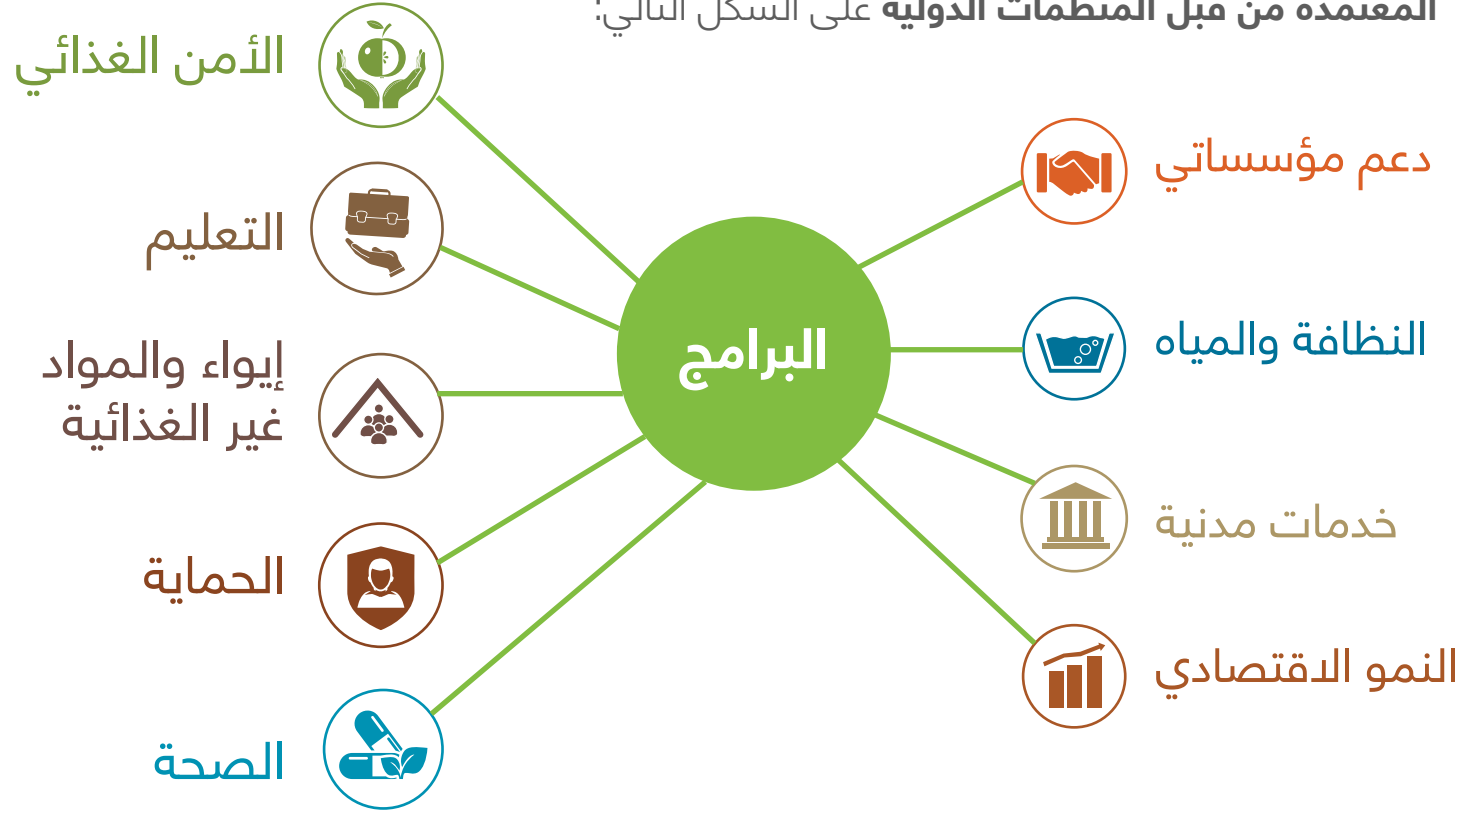 المعتمدة من قبل المنظمات الدولية على الشكل التالي:
دعم مؤسساتي
النظافة والمياه
خدمات مدنية
النمو الاقتصادي
البرامج
الأمن الغذائي
التعليم
إيواء والمواد
غير الغذائية
الحماية
الصحة